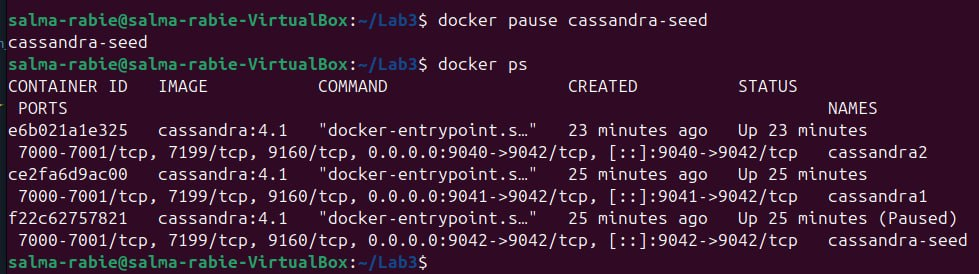 salma-rabie@salma-rabie-VirtualBox:~/Lab3$ docker pause cassandra-seed
cassandra-seed
salma-rabie@salma-rabie-VirtualBox:~/Lab3$ docker ps
CONTAINER ID   IMAGE           COMMAND                  CREATED          STATUS
 PORTS                                                                          NAMES
e6b021a1e325   cassandra:4.1   "docker-entrypoint.s…"   23 minutes ago   Up 23 minutes
 7000-7001/tcp, 7199/tcp, 9160/tcp, 0.0.0.0:9040->9042/tcp, [::]:9040->9042/tcp   cassandra2
ce2fa6d9ac00   cassandra:4.1   "docker-entrypoint.s…"   25 minutes ago   Up 25 minutes
 7000-7001/tcp, 7199/tcp, 9160/tcp, 0.0.0.0:9041->9042/tcp, [::]:9041->9042/tcp   cassandra1
f22c62757821   cassandra:4.1   "docker-entrypoint.s…"   25 minutes ago   Up 25 minutes (Paused)
 7000-7001/tcp, 7199/tcp, 9160/tcp, 0.0.0.0:9042->9042/tcp, [::]:9042->9042/tcp   cassandra-seed
salma-rabie@salma-rabie-VirtualBox:~/Lab3$